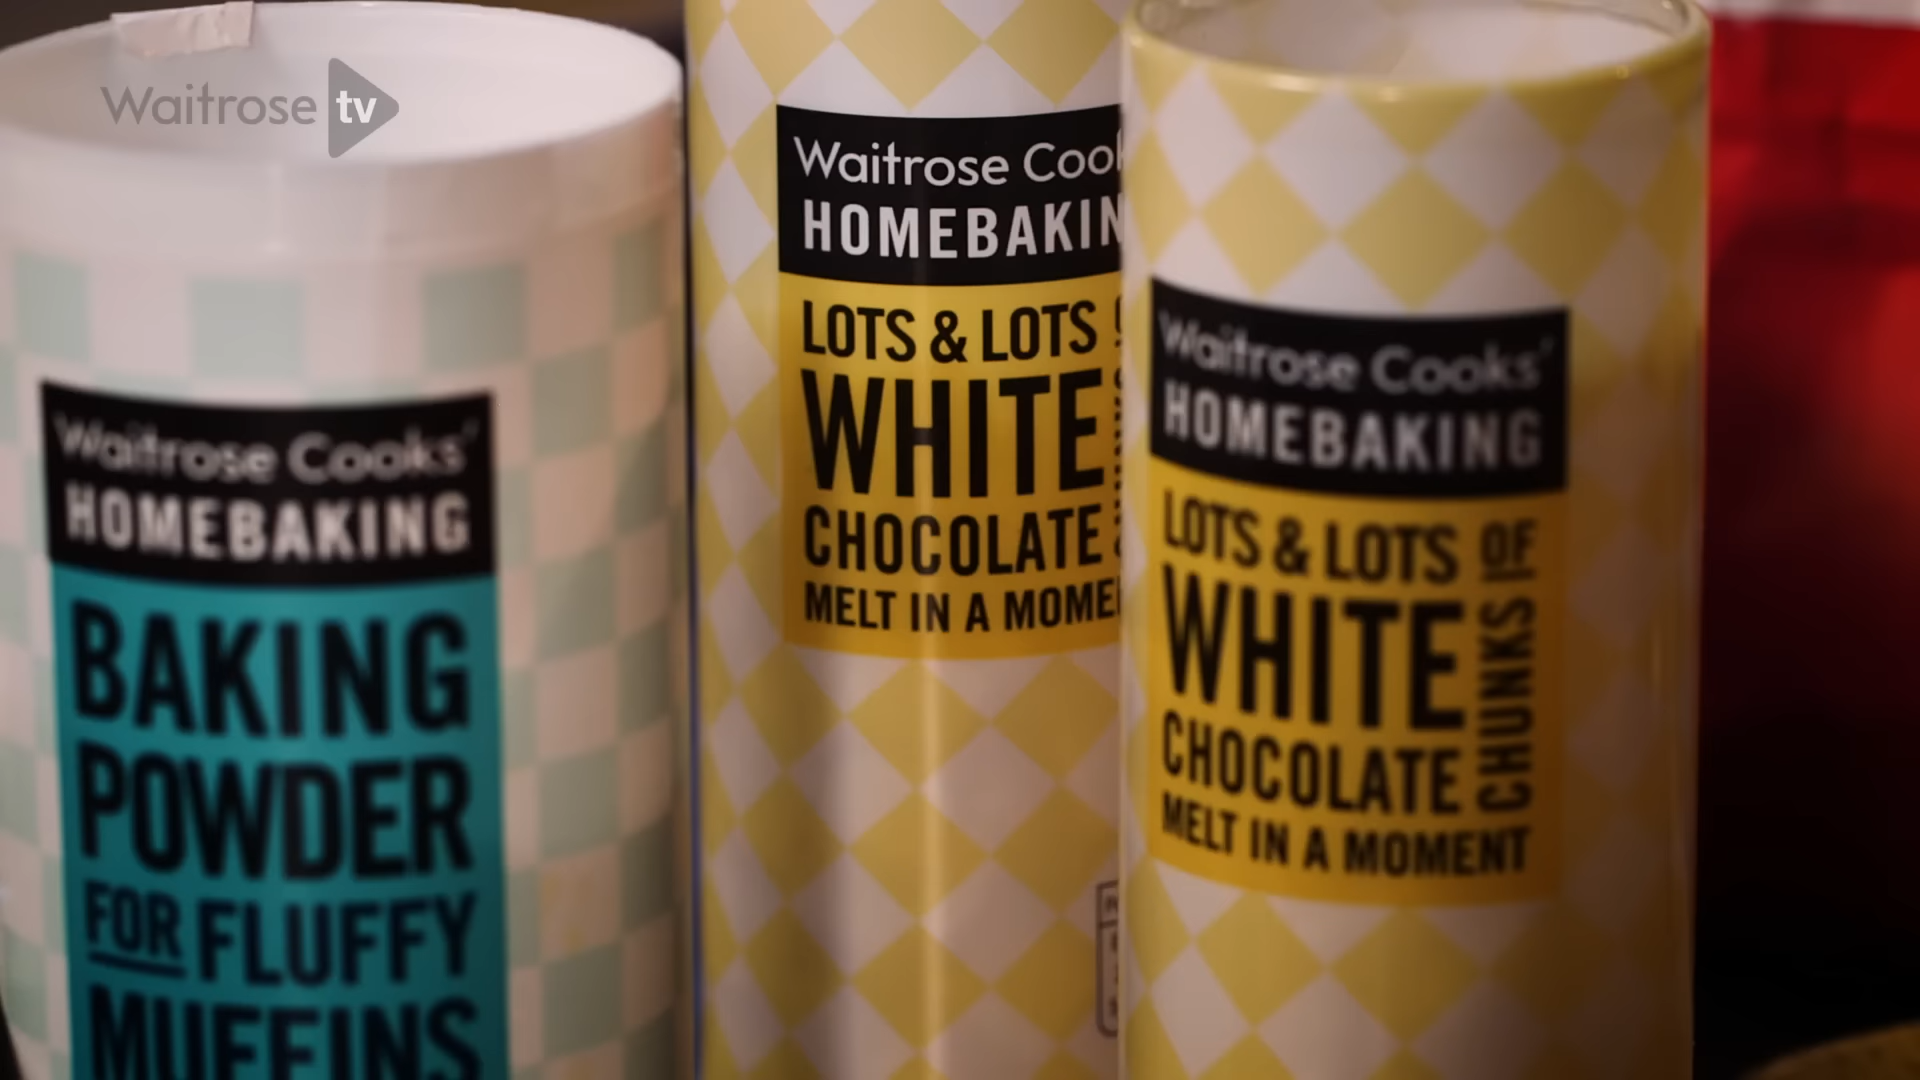 Waitrose tv
Waitrose Cooks'
HOMEBAKING
BAKING
POWDER
FOR FLUFFY
MUFFINS
Waitrose Cook
HOMEBAKIN
LOTS & LOTS
WHITE
CHOCOLATE
MELT IN A MOME
Waitrose Cooks'
HOMEBAKING
LOTS & LOTS OF
WHITE CHUNKS
CHOCOLATE
MELT IN A MOMENT